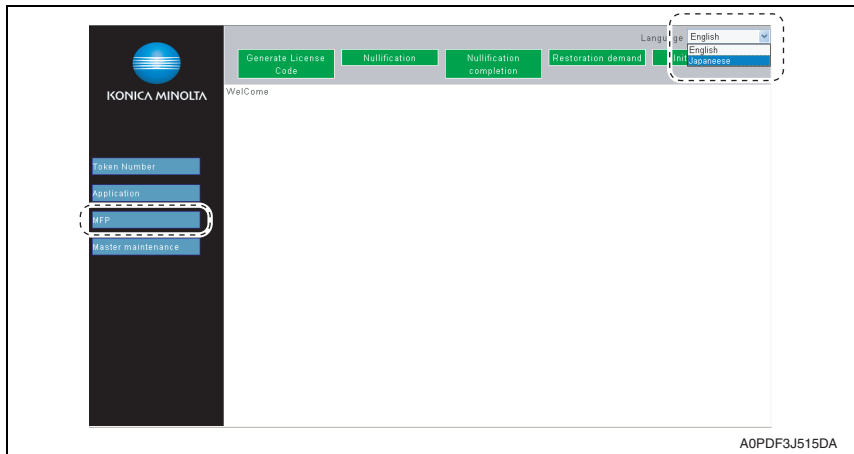 Language English
English
Japaneese
Generate License Code
Nullification
Nullification completion
Restoration demand
Init
KONICA MINOLTA
WelCome
Token Number
Application
MFP
Master maintenance
A0PDF3J515DA